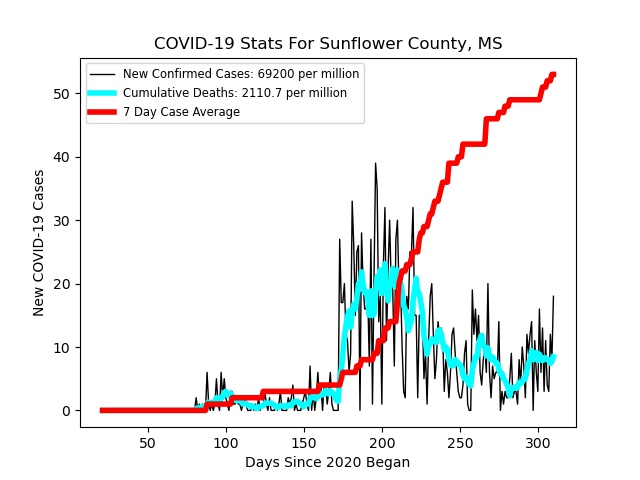 COVID-19 Stats For Sunflower County, MS
New Confirmed Cases: 69200 per million
Cumulative Deaths: 2110.7 per million
7 Day Case Average
New COVID-19 Cases
50
40
30
20
10
0
50 100 150 200 250 300
Days Since 2020 Began